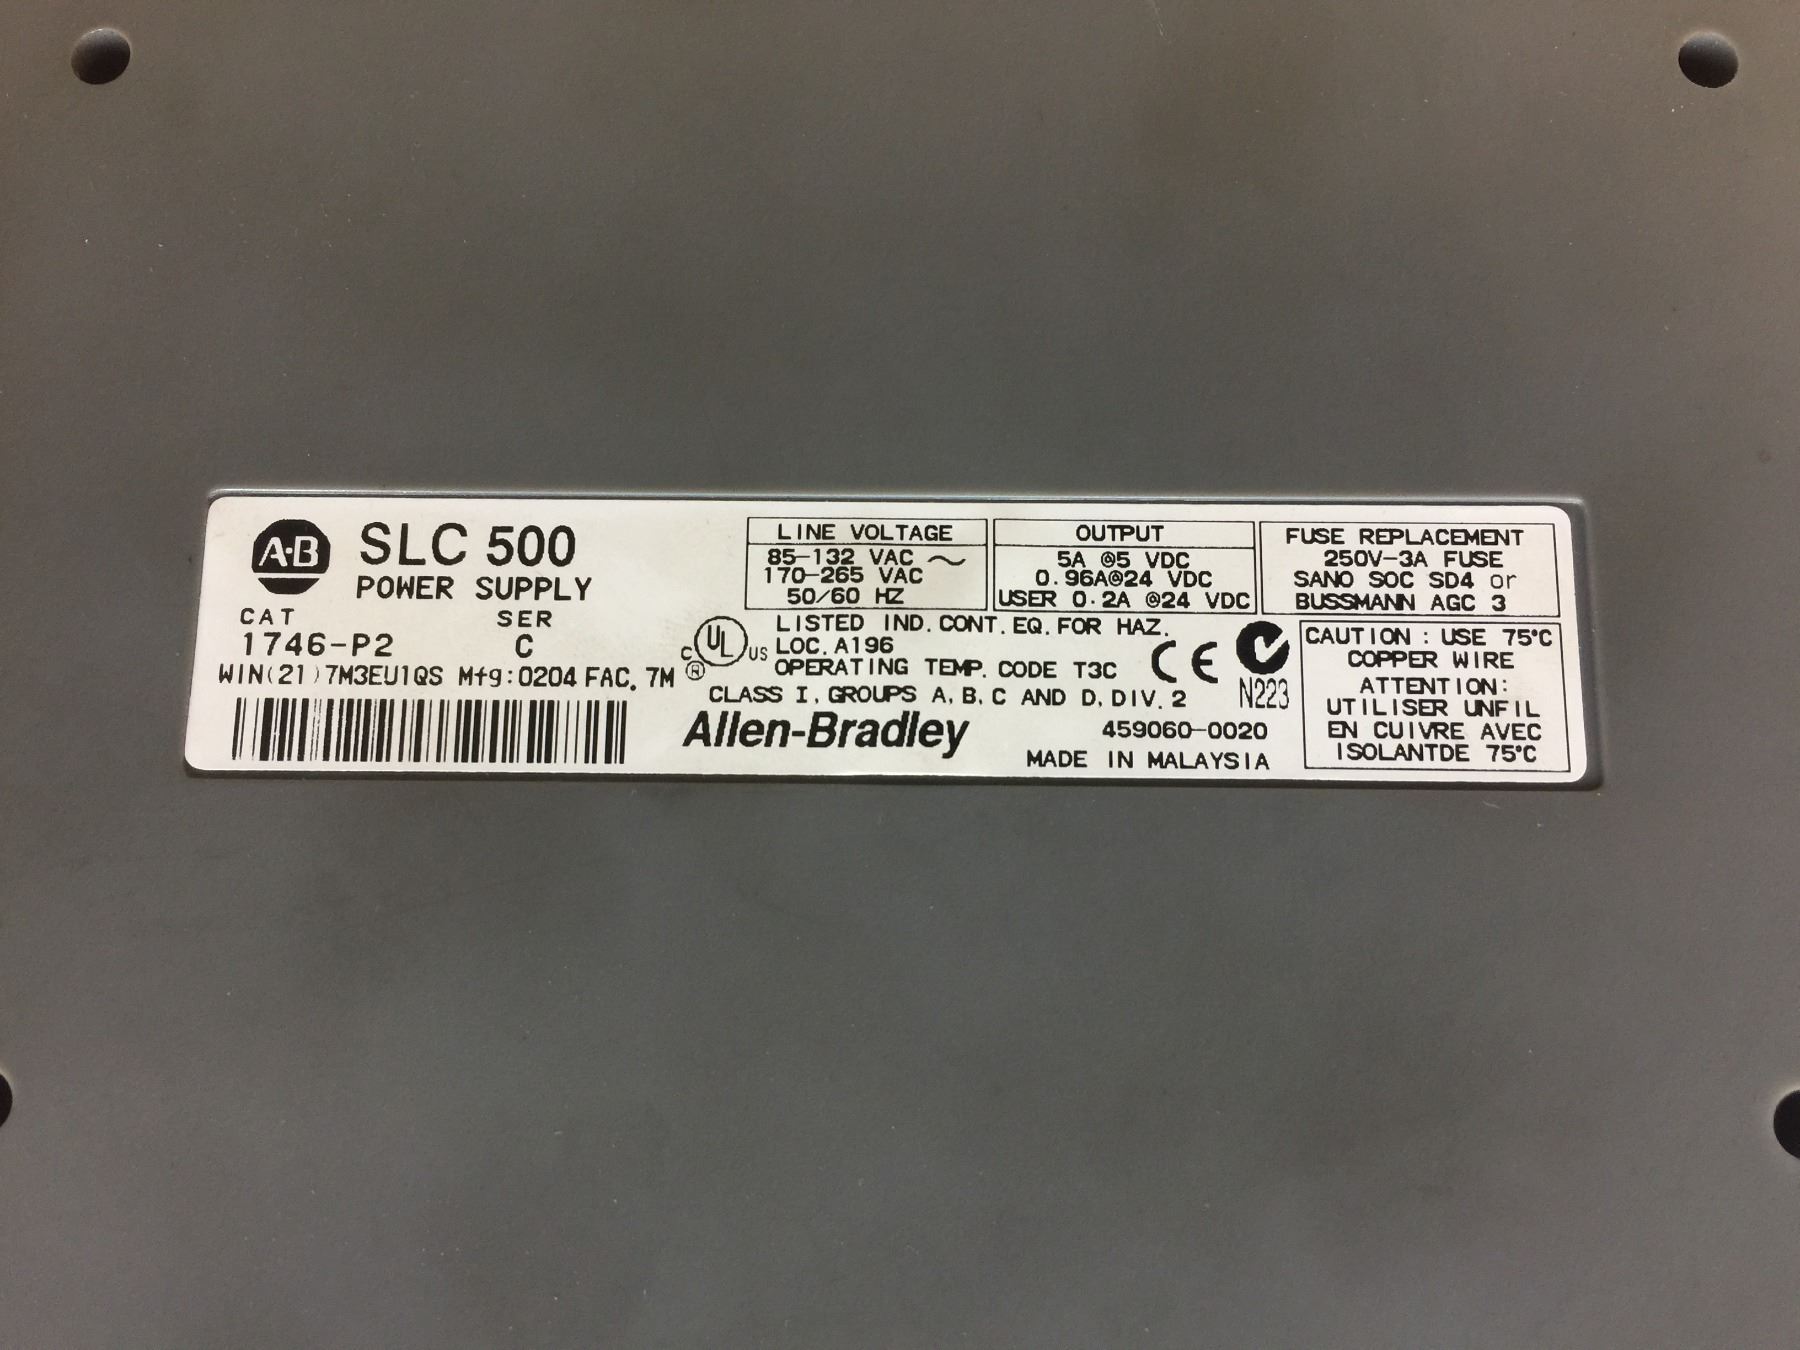 A·B
SLC 500
POWER SUPPLY
CAT SER
1746-P2 C
WIN(21)7M3EU1QS Mfg:0204 FAC. 7M
LINE VOLTAGE
85-132 VAC ~
170-265 VAC
50/60 HZ
OUTPUT
5A @5 VDC
0.96A@24 VDC
USER 0.2A @24 VDC
FUSE REPLACEMENT
250V-3A FUSE
SANO SOC SD4 or
BUSSMANN AGC 3
C UL US ®
LISTED IND. CONT. EQ. FOR HAZ.
LOC. A196
OPERATING TEMP. CODE T3C
CLASS I, GROUPS A, B, C AND D, DIV. 2
CE
N223
Allen-Bradley
459060-0020
MADE IN MALAYSIA
CAUTION : USE 75°C
COPPER WIRE
ATTENTION:
UTILISER UNFIL
EN CUIVRE AVEC
ISOLANTDE 75°C